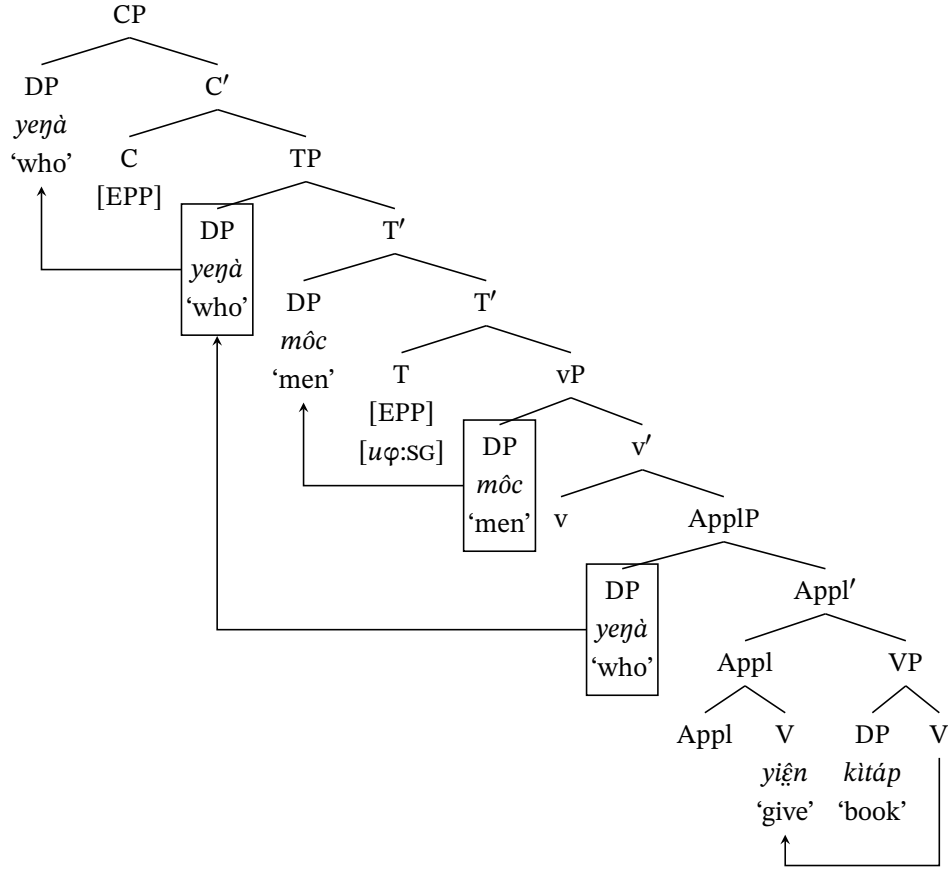 CP
DP C′
yeŋà
‘who’ C TP
[EPP]
DP T′
yeŋà
‘who’ DP T′
môc
‘men’ T vP
[EPP]
[uφ:SG] DP v′
môc
‘men’ v ApplP
DP Appl′
yeŋà
‘who’ Appl VP
Appl V DP V
yi̤ɛ̤̂n kìtáp
‘give’ ‘book’